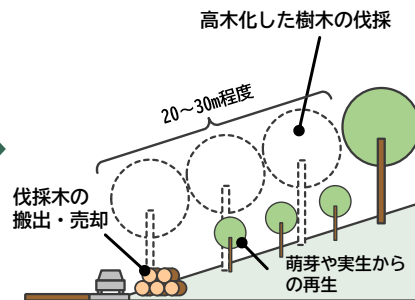 高木化した樹木の伐採
20～30m程度
伐採木の
搬出・売却
萌芽や実生から
の再生